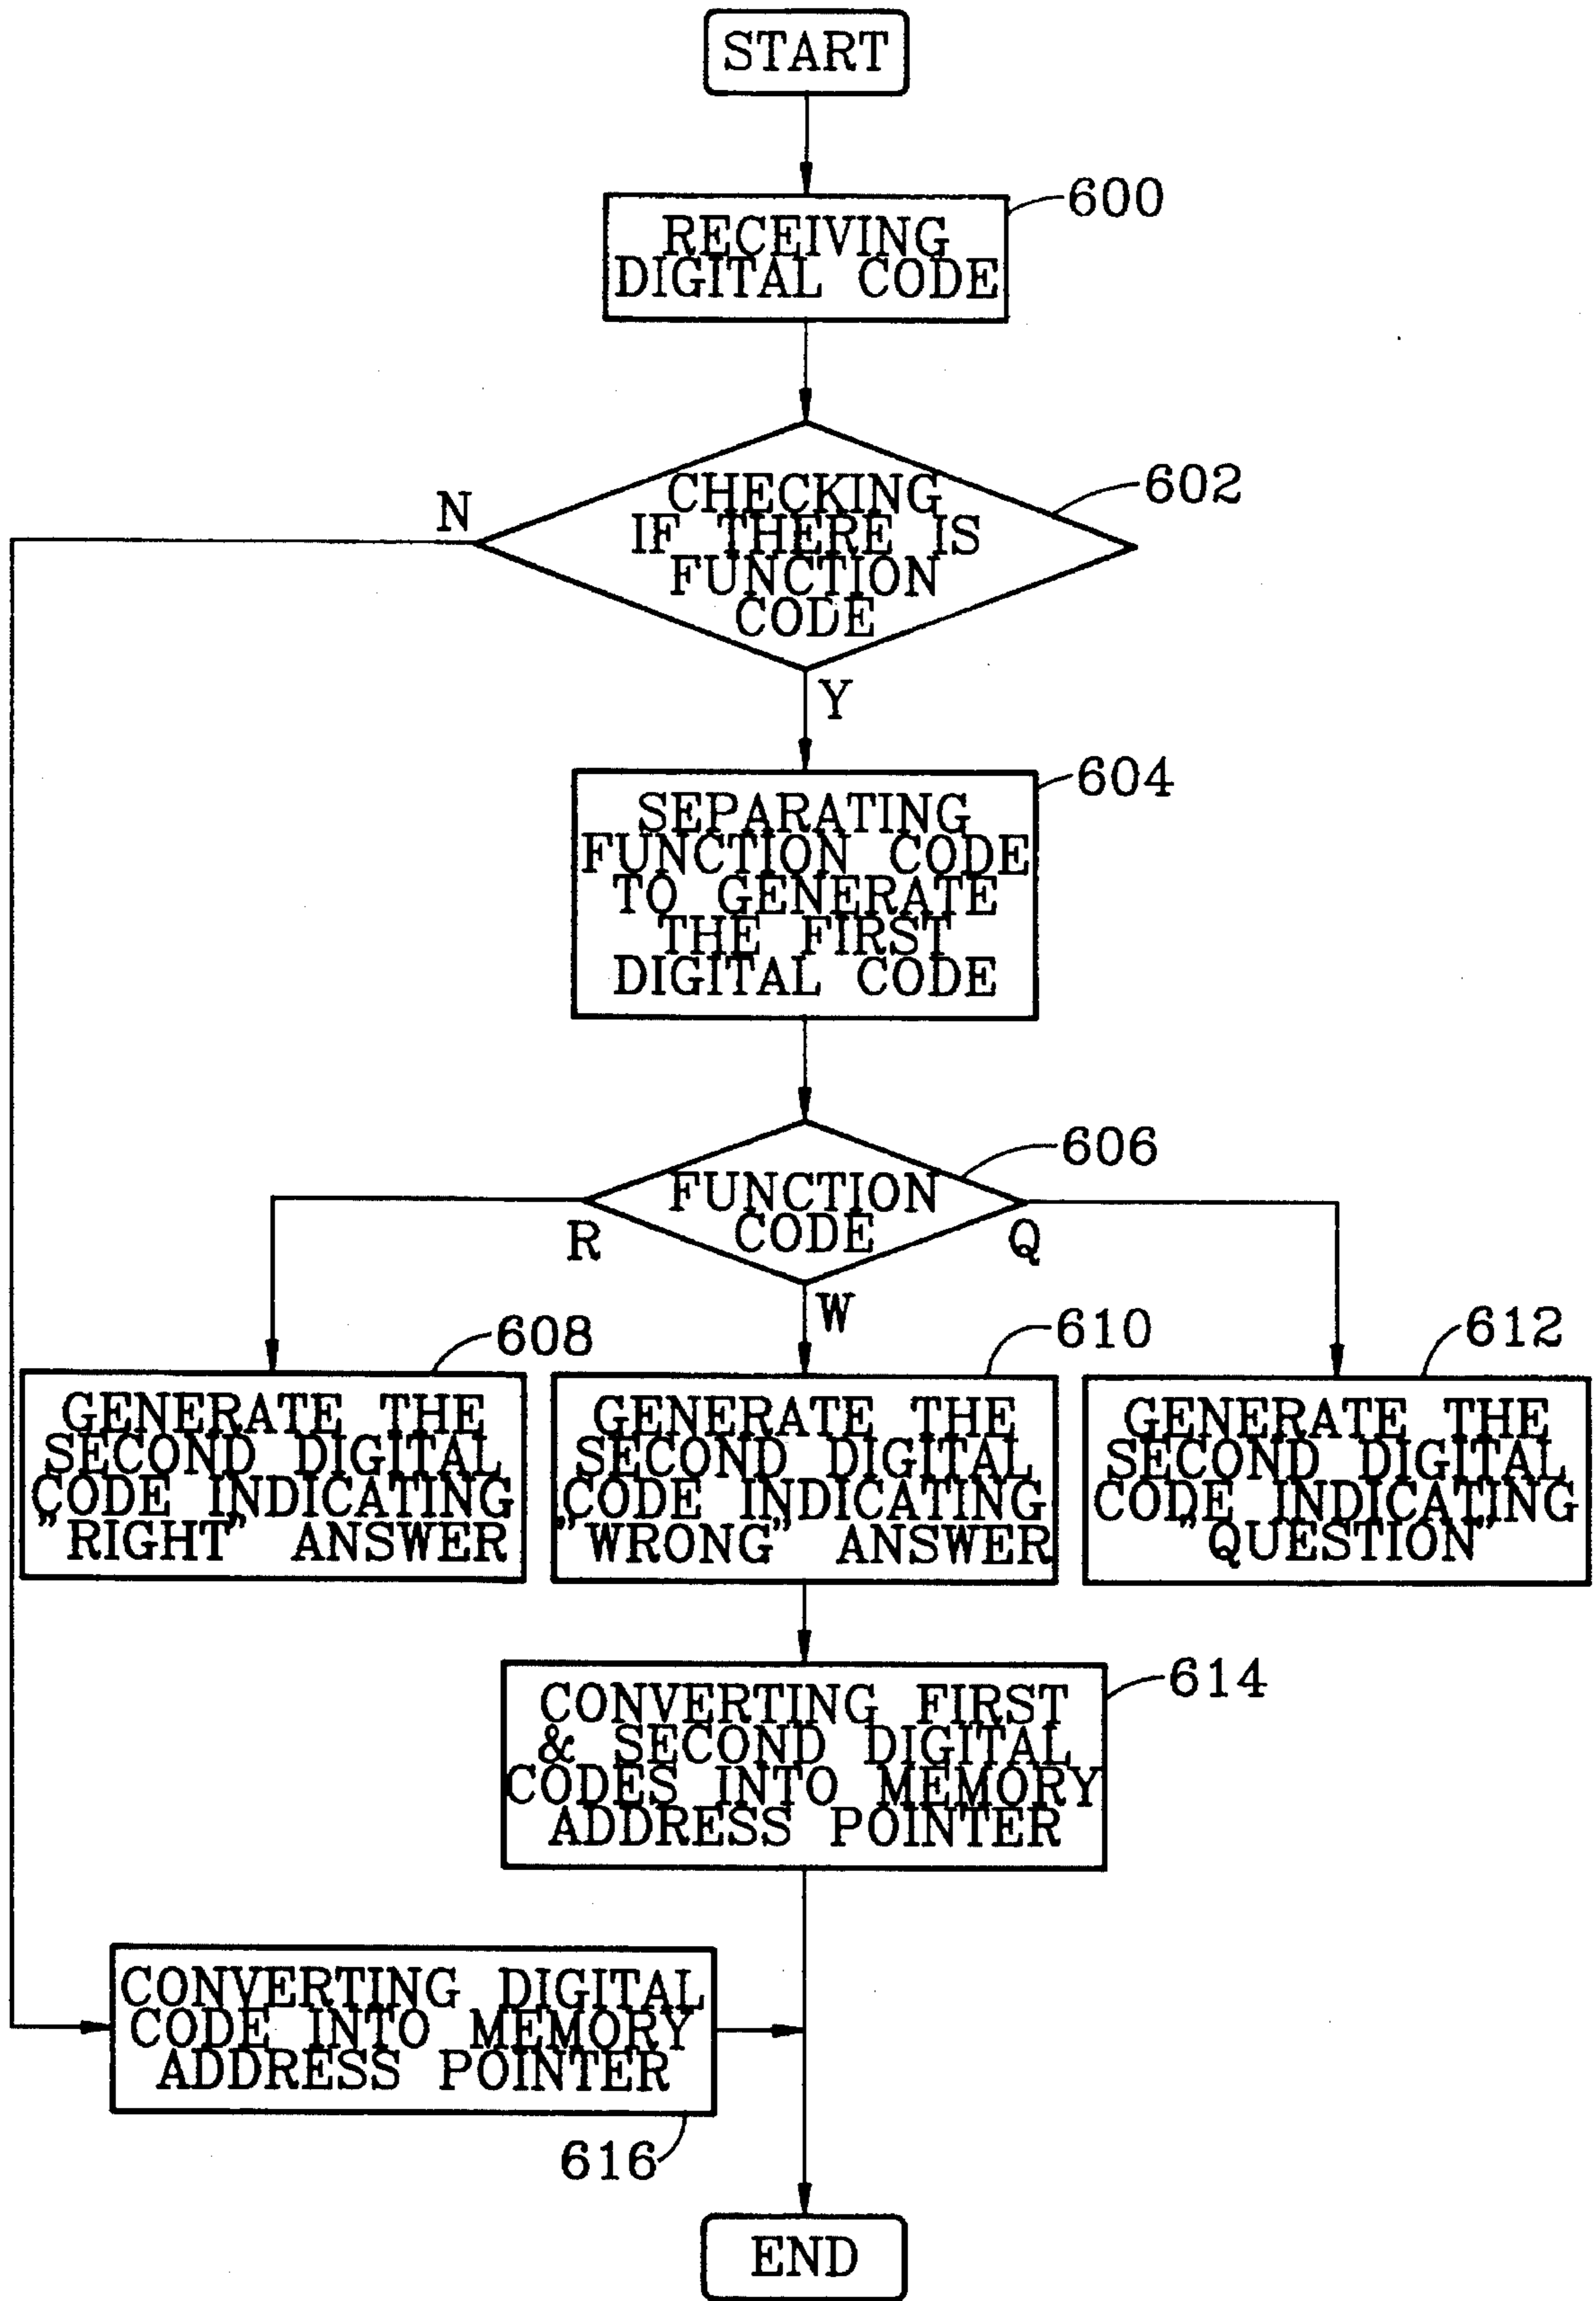 START
600
RECEIVING
DIGITAL CODE
602
N
CHECKING
IF THERE IS
FUNCTION
CODE
Y
604
SEPARATING
FUNCTION CODE
TO GENERATE
THE FIRST
DIGITAL CODE
606
FUNCTION
CODE
R
Q
W
608
610
612
GENERATE THE
SECOND DIGITAL
CODE INDICATING
"RIGHT" ANSWER
GENERATE THE
SECOND DIGITAL
CODE INDICATING
"WRONG" ANSWER
GENERATE THE
SECOND DIGITAL
CODE INDICATING
"QUESTION"
614
CONVERTING FIRST
& SECOND DIGITAL
CODES INTO MEMORY
ADDRESS POINTER
CONVERTING DIGITAL
CODE INTO MEMORY
ADDRESS POINTER
616
END